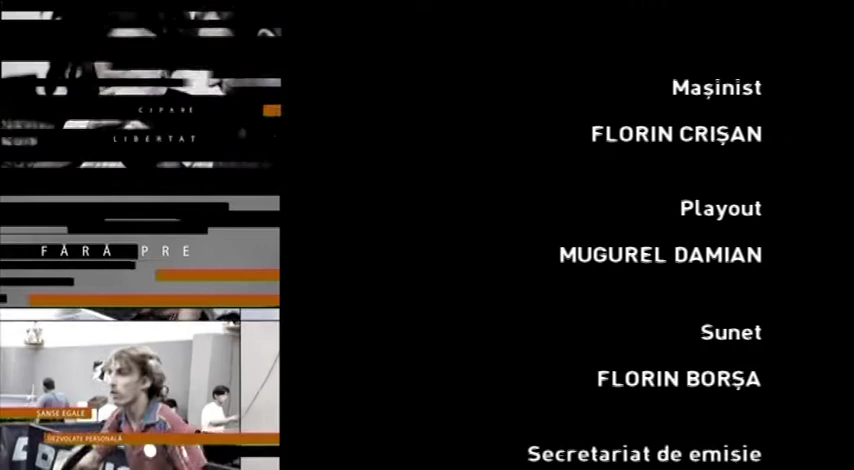 CIPARE
LIBERTAT
FĂRĂ PRE
ȘANSE EGALE
DEZVOLATE PERSONALĂ
Mașinist
FLORIN CRIȘAN
Playout
MUGUREL DAMIAN
Sunet
FLORIN BORȘA
Secretariat de emisie